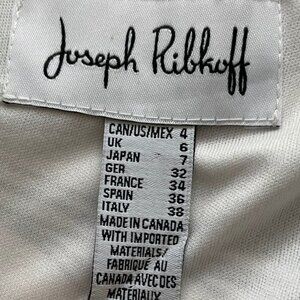 Joseph Ribkoff
CAN/US/MEX 4
UK 6
JAPAN 7
GER 32
FRANCE 34
SPAIN 36
ITALY 38
MADE IN CANADA
WITH IMPORTED
MATERIALS/
FABRIQUÉ AU
CANADA AVEC DES
MATÉRIAUX